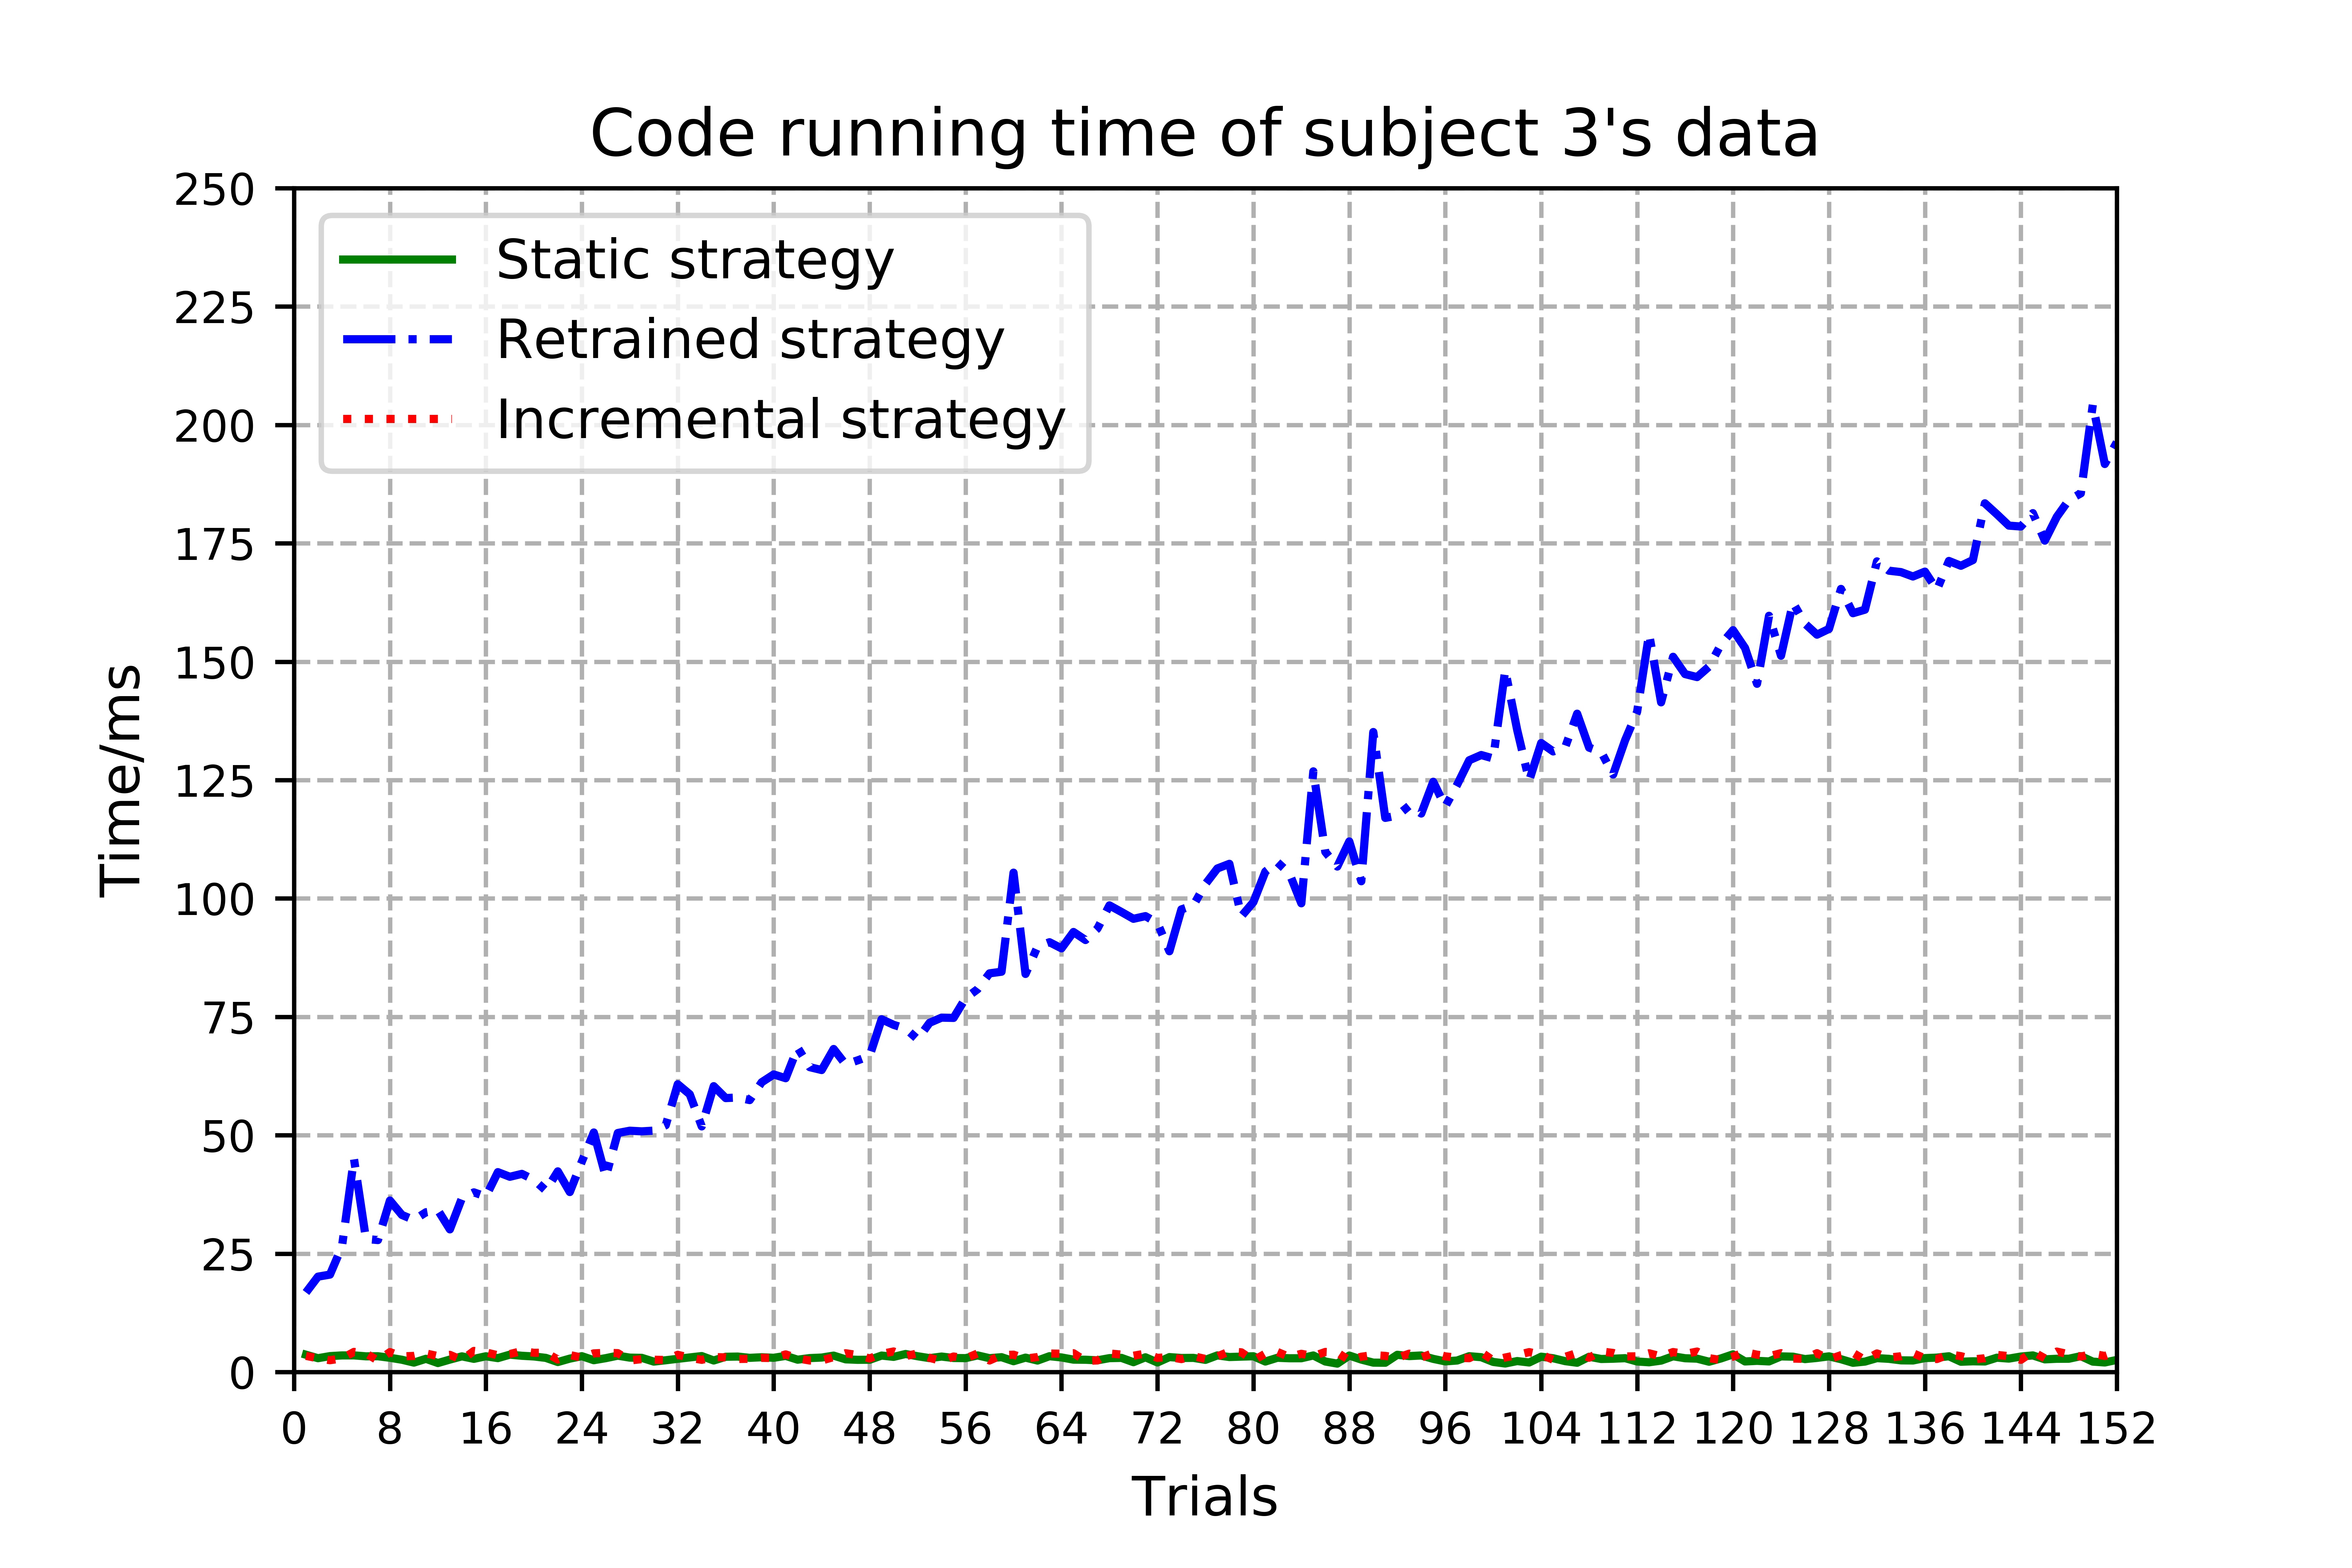 Code running time of subject 3's data
250
225
200
175
150
125
100
75
50
25
0
Time/ms
Static strategy
Retrained strategy
Incremental strategy
0 8 16 24 32 40 48 56 64 72 80 88 96 104 112 120 128 136 144 152
Trials